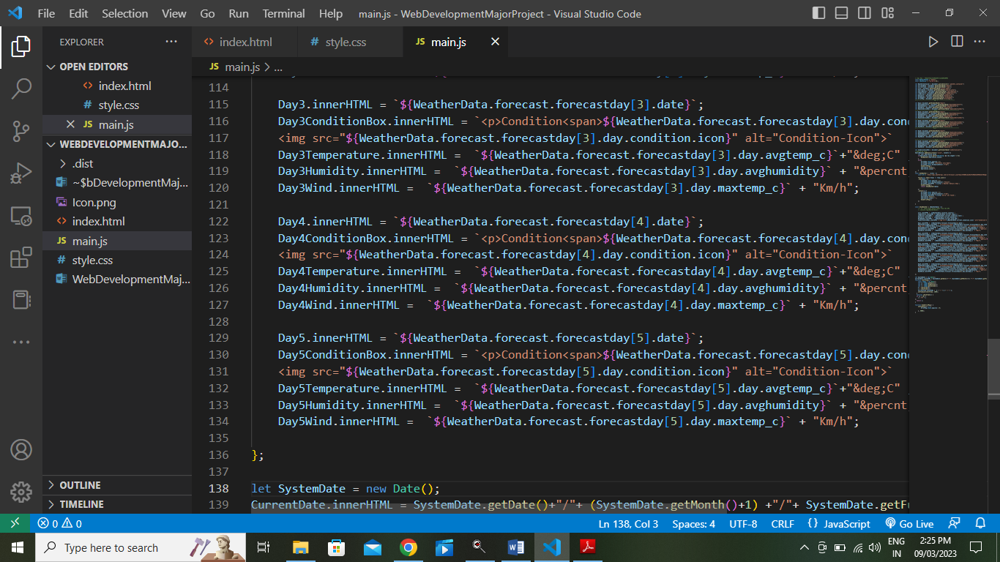 File Edit Selection View Go Run Terminal Help main.js - WebDevelopmentMajorProject - Visual Studio Code
EXPLORER
index.html
style.css
JS main.js
JS main.js > ...
OPEN EDITORS
index.html
# style.css
JS main.js
WEBDEVELOPMENTMAJO...
.dist
~$bDevelopmentMaj...
Icon.png
index.html
JS main.js
# style.css
WebDevelopmentMaj...
OUTLINE
TIMELINE
114
115 Day3.innerHTML = `${WeatherData.forecast.forecastday[3].date}`;
116 Day3ConditionBox.innerHTML = `<p>Condition<span>${WeatherData.forecast.forecastday[3].day.con
117 <img src="${WeatherData.forecast.forecastday[3].day.condition.icon}" alt="Condition-Icon">`
118 Day3Temperature.innerHTML = `${WeatherData.forecast.forecastday[3].day.avgtemp_c}`+"&deg;C"
119 Day3Humidity.innerHTML = `${WeatherData.forecast.forecastday[3].day.avghumidity}` + "&percnt
120 Day3Wind.innerHTML = `${WeatherData.forecast.forecastday[3].day.maxtemp_c}` + "Km/h";
121
122 Day4.innerHTML = `${WeatherData.forecast.forecastday[4].date}`;
123 Day4ConditionBox.innerHTML = `<p>Condition<span>${WeatherData.forecast.forecastday[4].day.con
124 <img src="${WeatherData.forecast.forecastday[4].day.condition.icon}" alt="Condition-Icon">`
125 Day4Temperature.innerHTML = `${WeatherData.forecast.forecastday[4].day.avgtemp_c}`+"&deg;C"
126 Day4Humidity.innerHTML = `${WeatherData.forecast.forecastday[4].day.avghumidity}` + "&percnt
127 Day4Wind.innerHTML = `${WeatherData.forecast.forecastday[4].day.maxtemp_c}` + "Km/h";
128
129 Day5.innerHTML = `${WeatherData.forecast.forecastday[5].date}`;
130 Day5ConditionBox.innerHTML = `<p>Condition<span>${WeatherData.forecast.forecastday[5].day.con
131 <img src="${WeatherData.forecast.forecastday[5].day.condition.icon}" alt="Condition-Icon">`
132 Day5Temperature.innerHTML = `${WeatherData.forecast.forecastday[5].day.avgtemp_c}`+"&deg;C"
133 Day5Humidity.innerHTML = `${WeatherData.forecast.forecastday[5].day.avghumidity}` + "&percnt
134 Day5Wind.innerHTML = `${WeatherData.forecast.forecastday[5].day.maxtemp_c}` + "Km/h";
135
136 };
137
138 let SystemDate = new Date();
139 CurrentDate.innerHTML = SystemDate.getDate()+"/"+ (SystemDate.getMonth()+1) +"/"+ SystemDate.getF
0 0 Ln 138, Col 3 Spaces: 4 UTF-8 CRLF {} JavaScript Go Live
Type here to search
ENG
IN
2:25 PM
09/03/2023